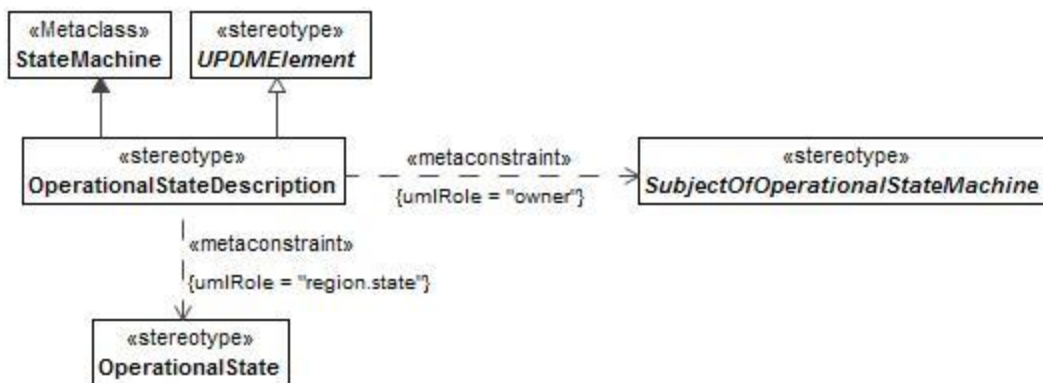 «Metaclass»
StateMachine
«stereotype»
UPDMElement
«stereotype»
OperationalStateDescription
«metaconstraint»
{umlRole = "owner"}
«stereotype»
SubjectOfOperationalStateMachine
«metaconstraint»
{umlRole = "region.state"}
«stereotype»
OperationalState